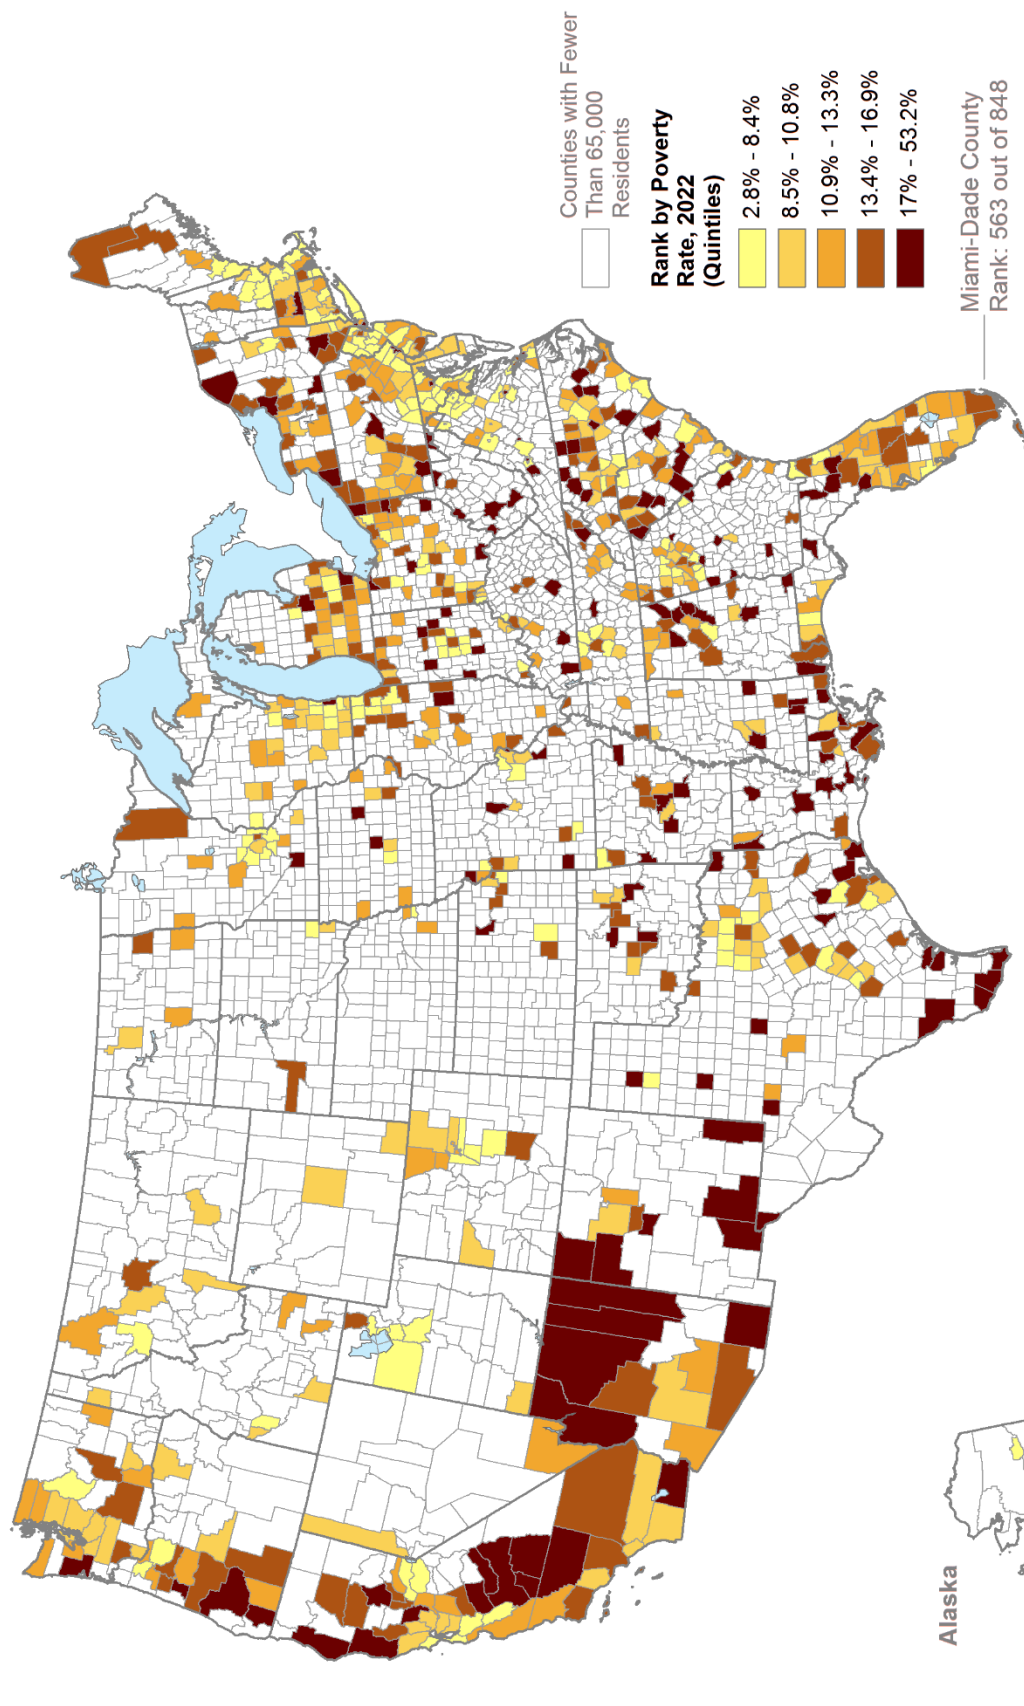 Counties with Fewer
Than 65,000
Residents
Rank by Poverty
Rate, 2022
(Quintiles)
2.8% - 8.4%
8.5% - 10.8%
10.9% - 13.3%
13.4% - 16.9%
17% - 53.2%
Miami-Dade County
Rank: 563 out of 848
Alaska